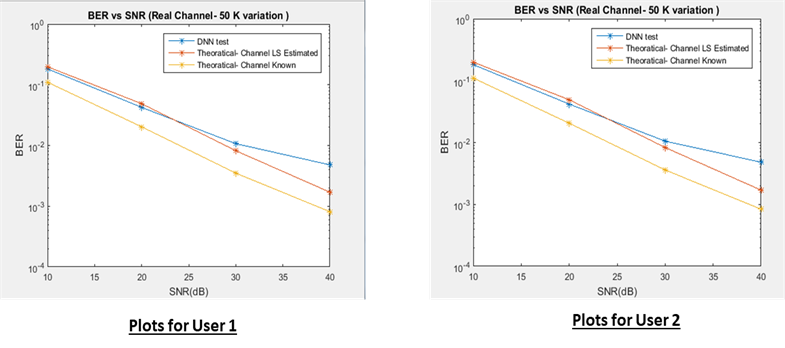 BER vs SNR (Real Channel- 50 K variation )
DNN test
Theoratical- Channel LS Estimated
Theoratical- Channel Known
10^0
10^-1
10^-2
10^-3
10^-4
BER
10 15 20 25 30 35 40
SNR(dB)
Plots for User 1
BER vs SNR (Real Channel- 50 K variation )
DNN test
Theoratical- Channel LS Estimated
Theoratical- Channel Known
10^0
10^-1
10^-2
10^-3
10^-4
BER
10 15 20 25 30 35 40
SNR(dB)
Plots for User 2